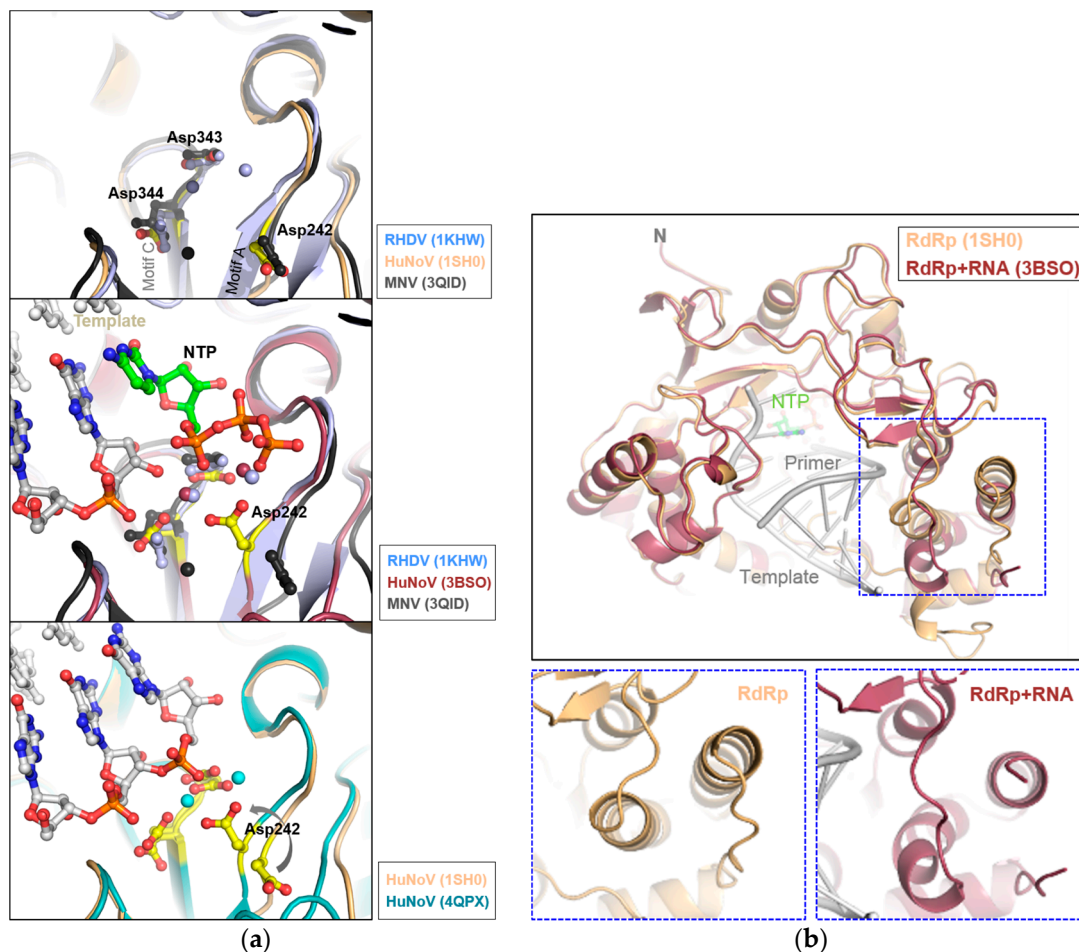 Asp343
Asp344
Asp242
Motif C
Motif A
RHDV (1KHW)
HuNoV (1SH0)
MNV (3QID)
Template
NTP
Asp242
RHDV (1KHW)
HuNoV (3BSO)
MNV (3QID)
Asp242
HuNoV (1SH0)
HuNoV (4QPX)
(a)
N
RdRp (1SH0)
RdRp+RNA (3BSO)
NTP
Primer
Template
RdRp
RdRp+RNA
(b)